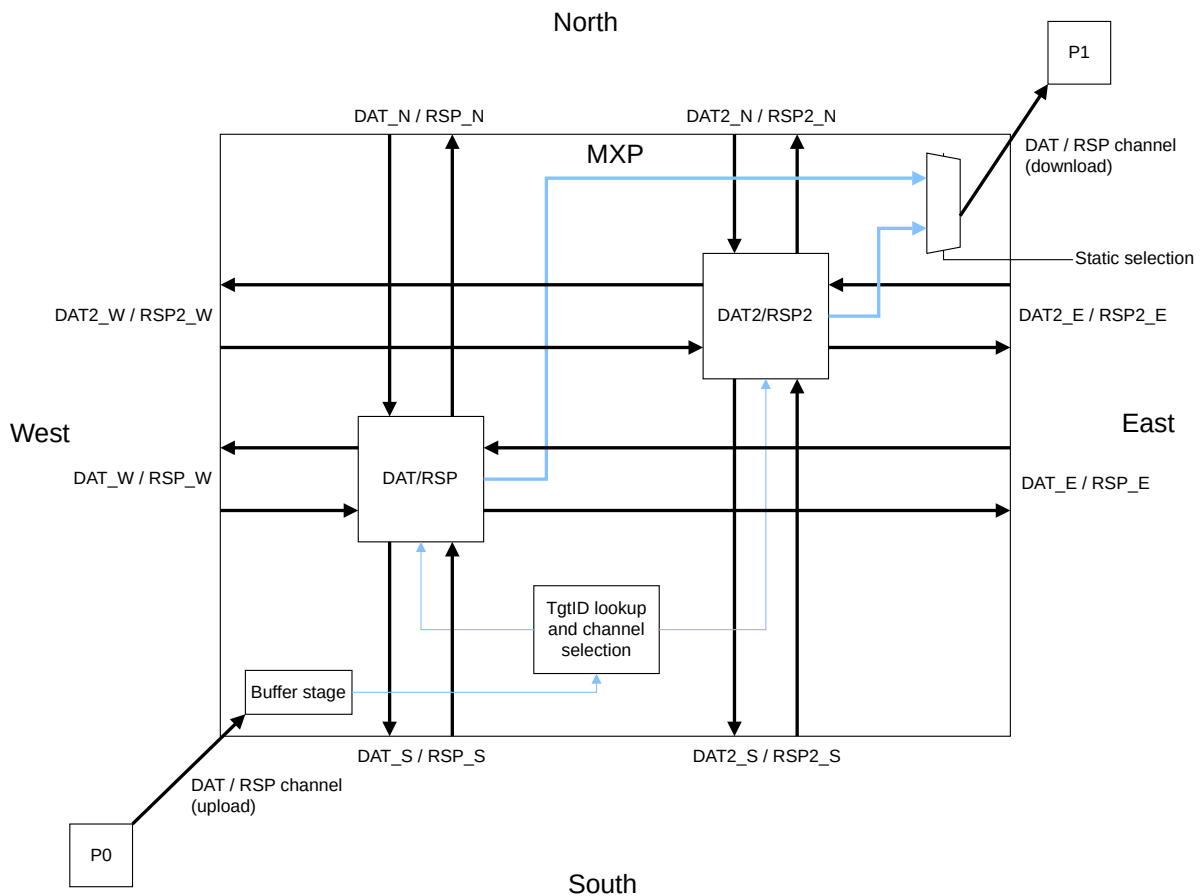 North
P1
DAT_N / RSP_N
DAT2_N / RSP2_N
MXP
DAT / RSP channel
(download)
Static selection
DAT2_W / RSP2_W
DAT2/RSP2
DAT2_E / RSP2_E
West
East
DAT_W / RSP_W
DAT/RSP
DAT_E / RSP_E
TgtID lookup
and channel
selection
Buffer stage
DAT_S / RSP_S
DAT2_S / RSP2_S
DAT / RSP channel
(upload)
P0
South